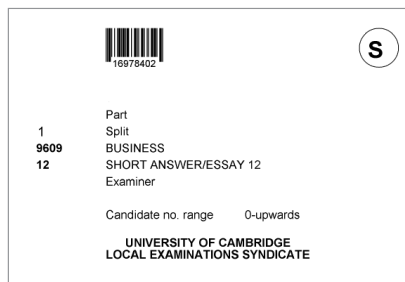 16978402
S
Part
1 Split
9609 BUSINESS
12 SHORT ANSWER/ESSAY 12
Examiner
Candidate no. range 0-upwards
UNIVERSITY OF CAMBRIDGE
LOCAL EXAMINATIONS SYNDICATE